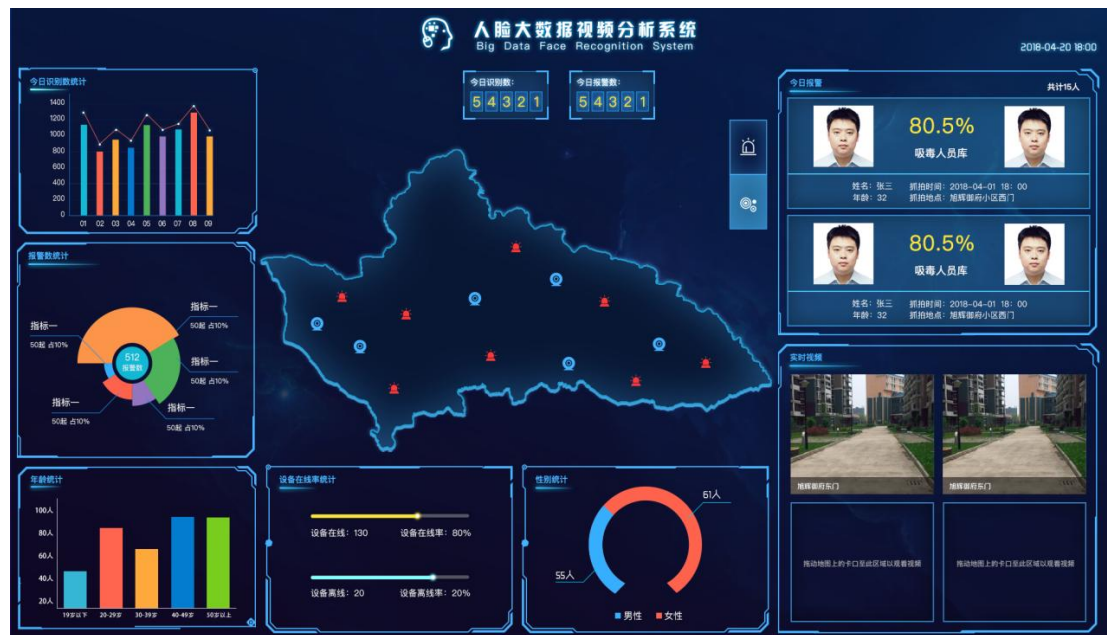 人脸大数据视频分析系统
Big Data Face Recognition System
2018-04-20 18:00
今日识别数统计
1400
1200
1000
800
600
400
200
0
01 02 03 04 05 06 07 08 09
今日识别数:
5 4 3 2 1
今日报警数:
5 4 3 2 1
今日报警
共计15人
80.5%
吸毒人员库
姓名: 张三 抓拍时间: 2018-04-01 18: 00
年龄: 32 抓拍地点: 旭辉御府小区西门
80.5%
吸毒人员库
姓名: 张三 抓拍时间: 2018-04-01 18: 00
年龄: 32 抓拍地点: 旭辉御府小区西门
报警数统计
指标一
50起 占10%
指标一
50起 占10%
512
报警数
指标一
50起 占10%
指标一
50起 占10%
指标一
50起 占10%
实时视频
旭辉御府东门
旭辉御府东门
拖动地图上的卡口至此区域以观看视频
拖动地图上的卡口至此区域以观看视频
年龄统计
100人
80人
60人
40人
20人
19岁以下 20-29岁 30-39岁 40-49岁 50岁以上
设备在线率统计
设备在线: 130 设备在线率: 80%
设备离线: 20 设备离线率: 20%
性别统计
61人
55人
男性 女性